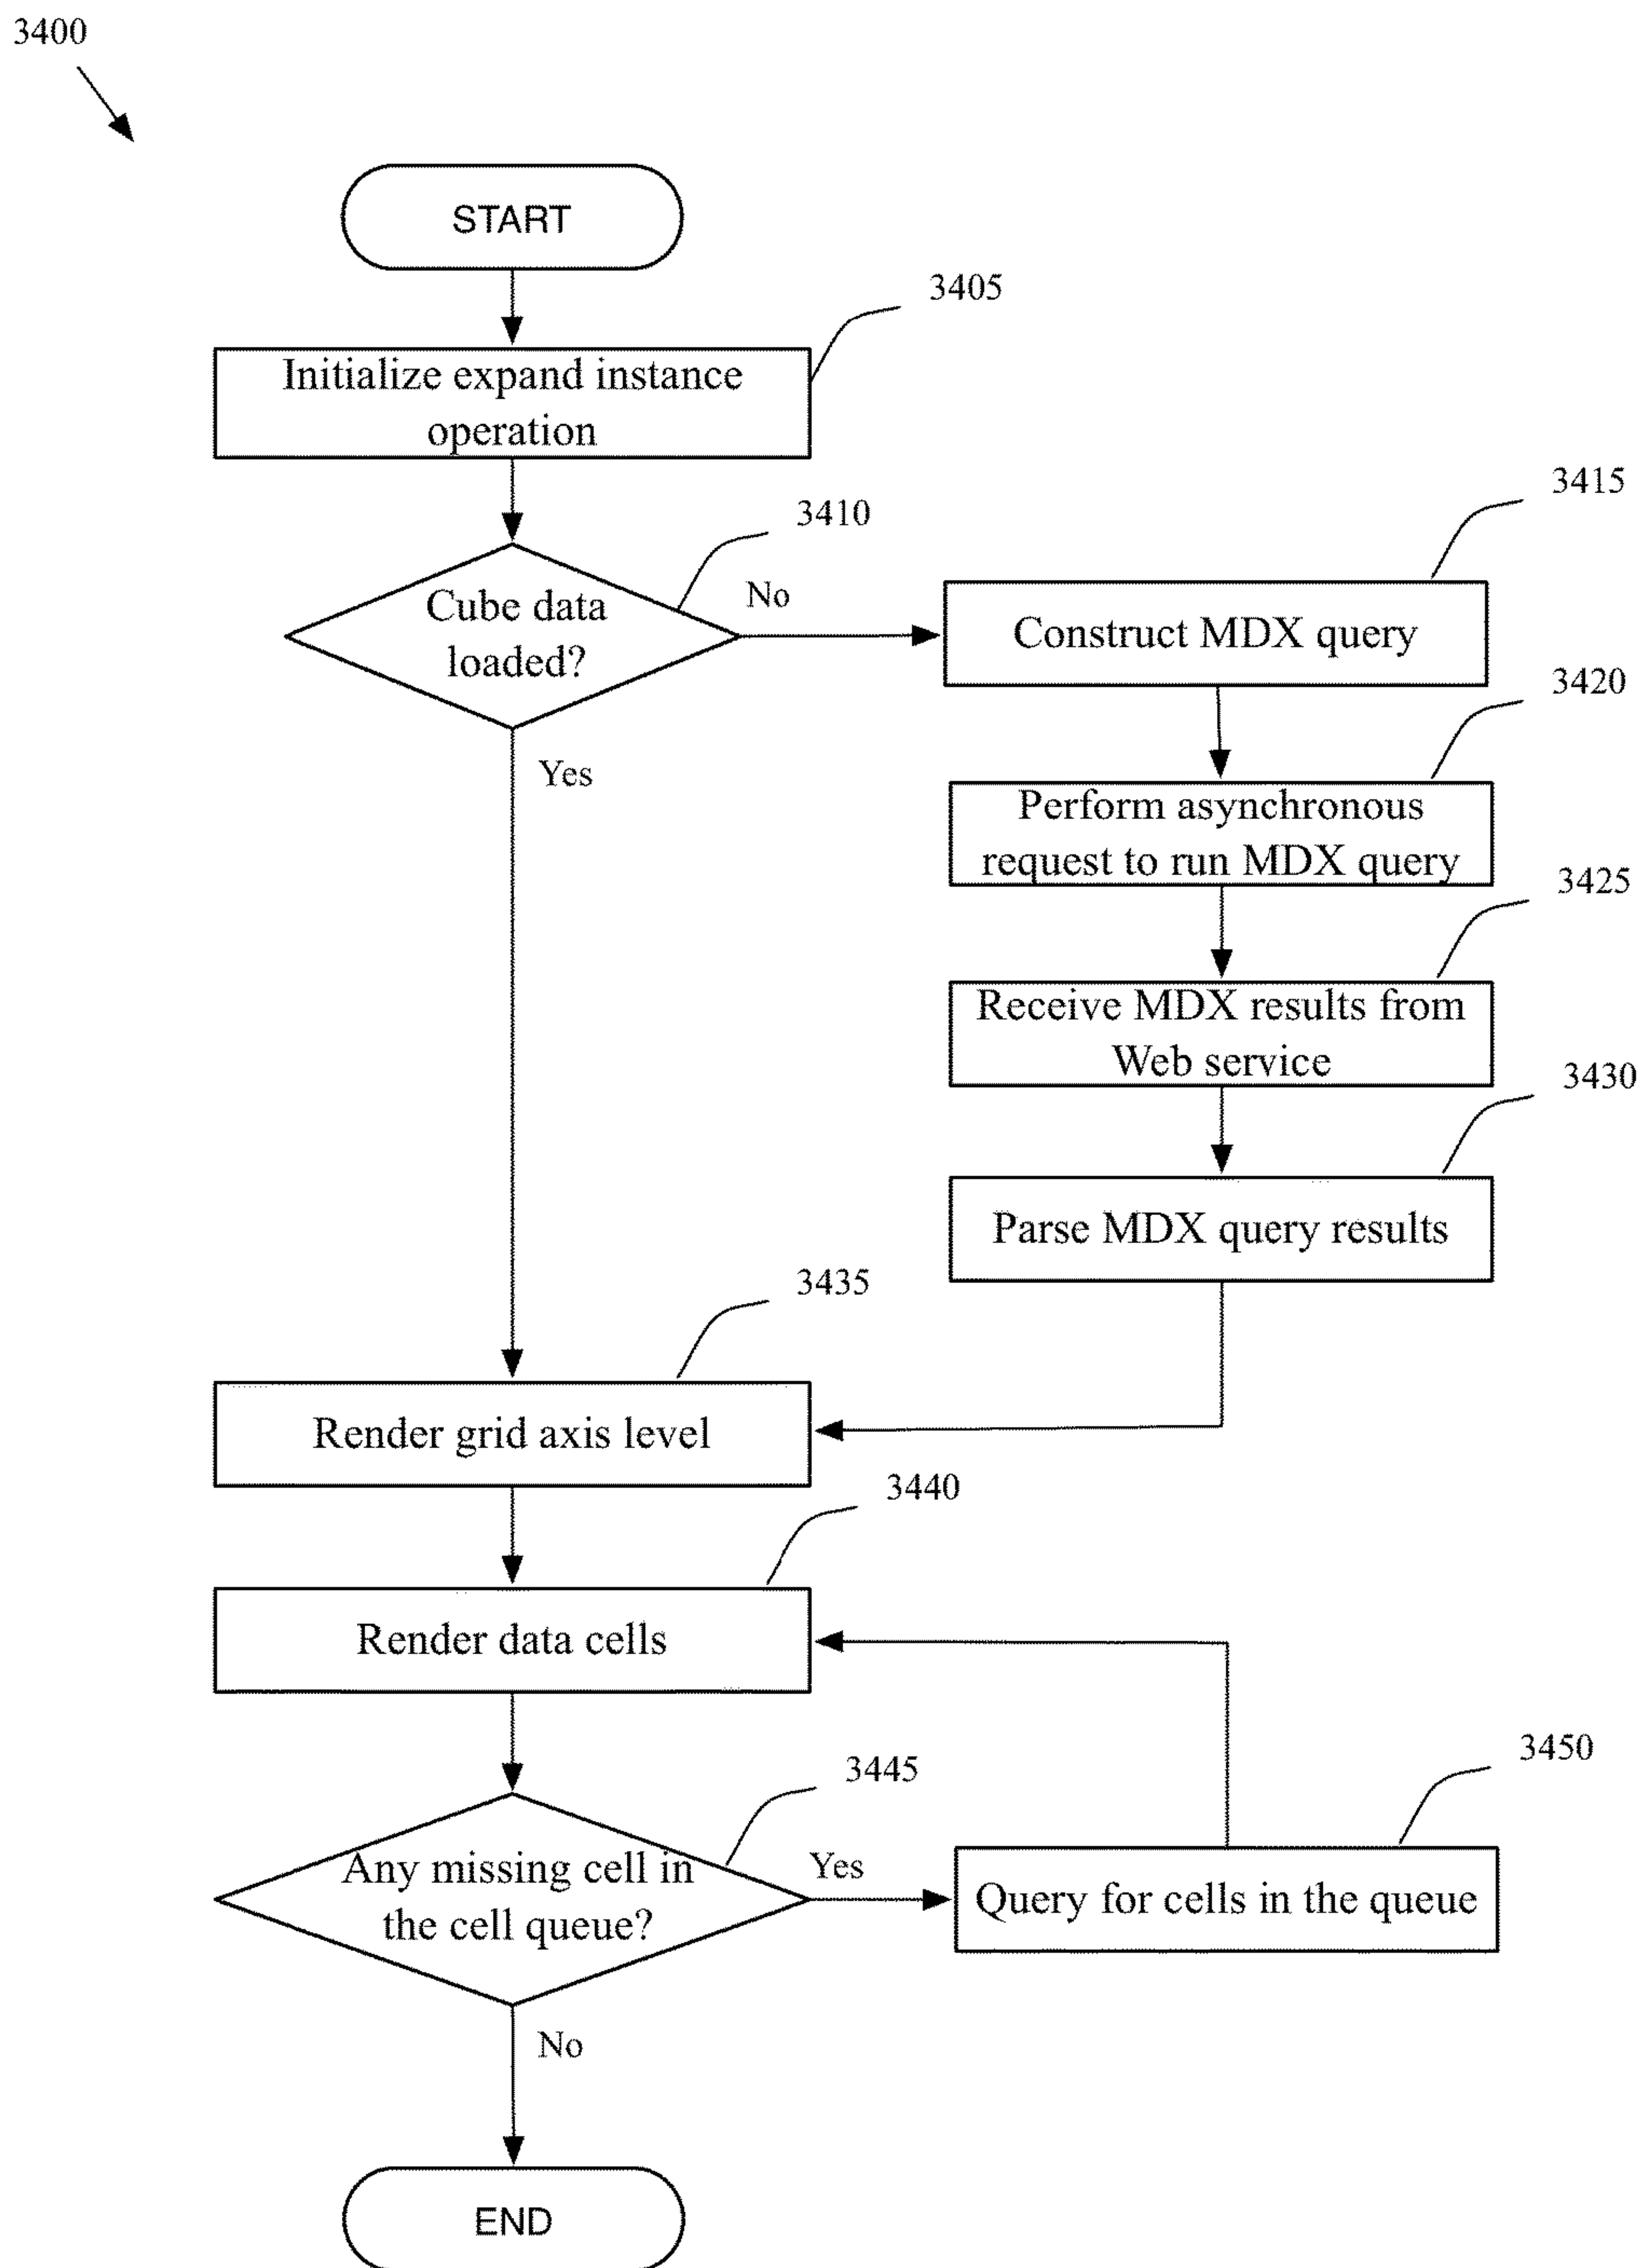 3400
START
3405
Initialize expand instance
operation
3410
Cube data
loaded?
No
Yes
3415
Construct MDX query
3420
Perform asynchronous
request to run MDX query
3425
Receive MDX results from
Web service
3430
Parse MDX query results
3435
Render grid axis level
3440
Render data cells
3445
Any missing cell in
the cell queue?
Yes
3450
Query for cells in the queue
No
END